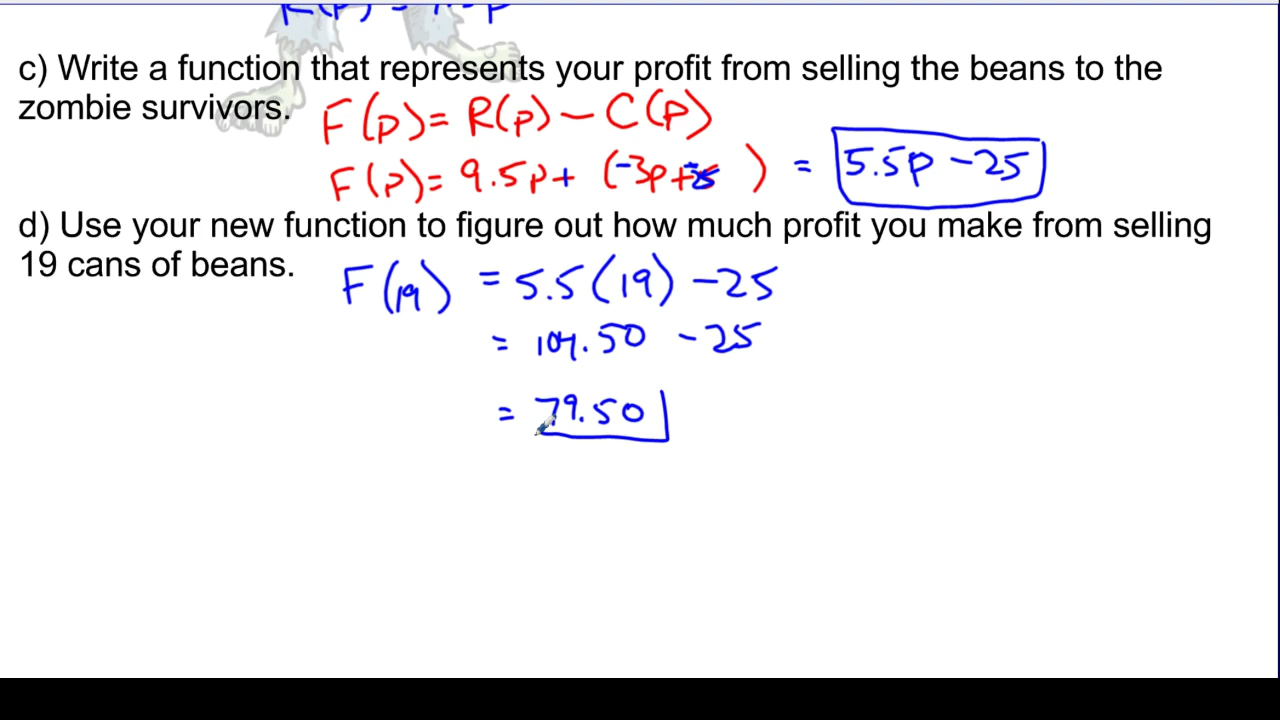 c) Write a function that represents your profit from selling the beans to the
zombie survivors.
F(p) = R(p) − C(p)
F(p) = 9.5p + (-3p + ) = 5.5p − 25
d) Use your new function to figure out how much profit you make from selling
19 cans of beans.
F(19) = 5.5(19) − 25
= 104.50 − 25
= 79.50